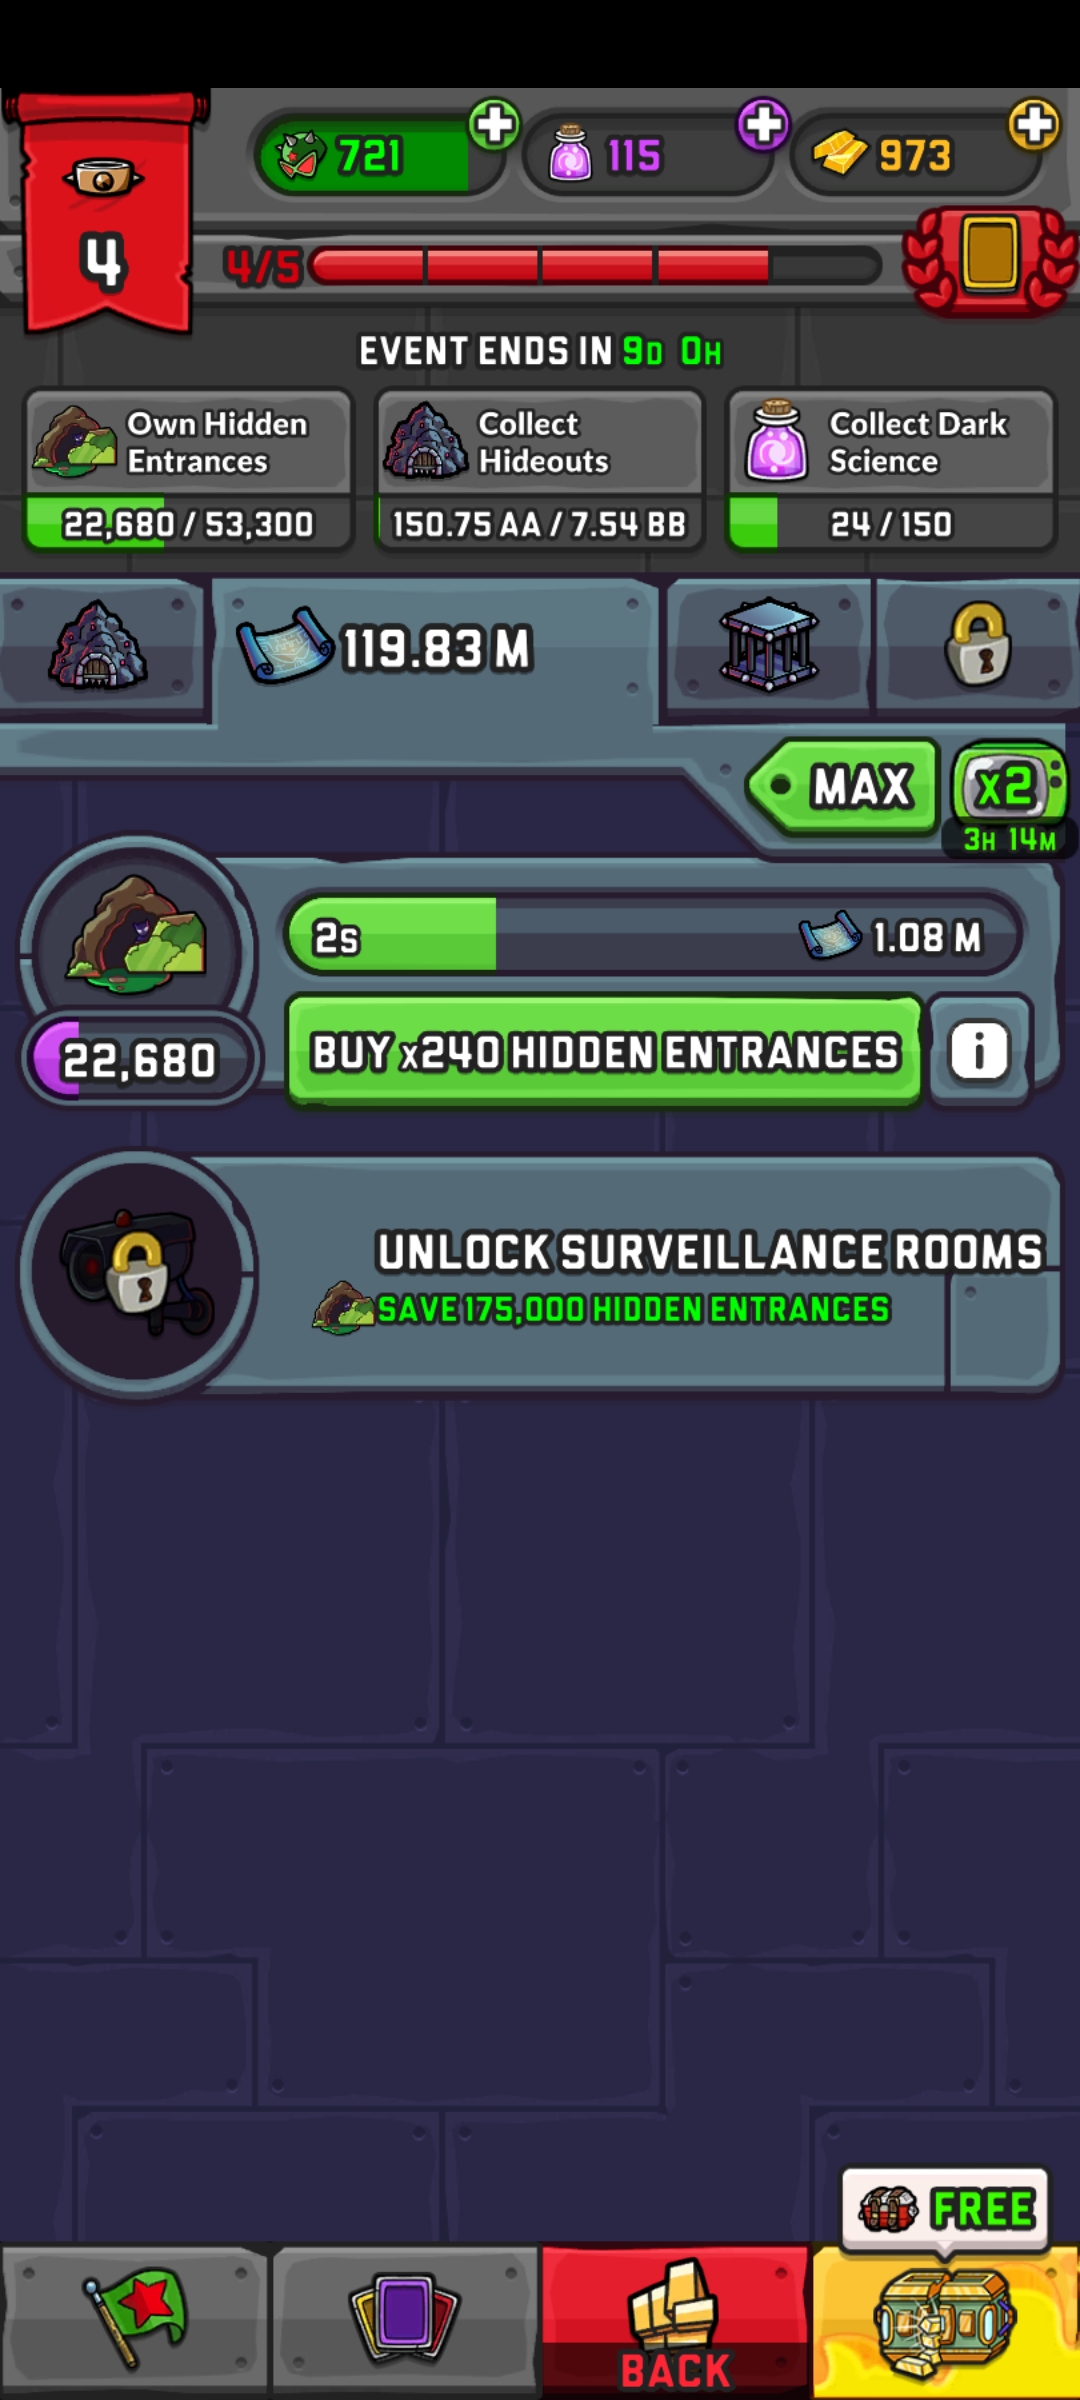 721
115
973
4
4/5
EVENT ENDS IN 9D 0H
Own Hidden
Entrances
22,680 / 53,300
Collect
Hideouts
150.75 AA / 7.54 BB
Collect Dark
Science
24 / 150
119.83 M
MAX
x2
3H 14M
2s
1.08 M
22,680
BUY x240 HIDDEN ENTRANCES
i
UNLOCK SURVEILLANCE ROOMS
SAVE 175,000 HIDDEN ENTRANCES
FREE
BACK